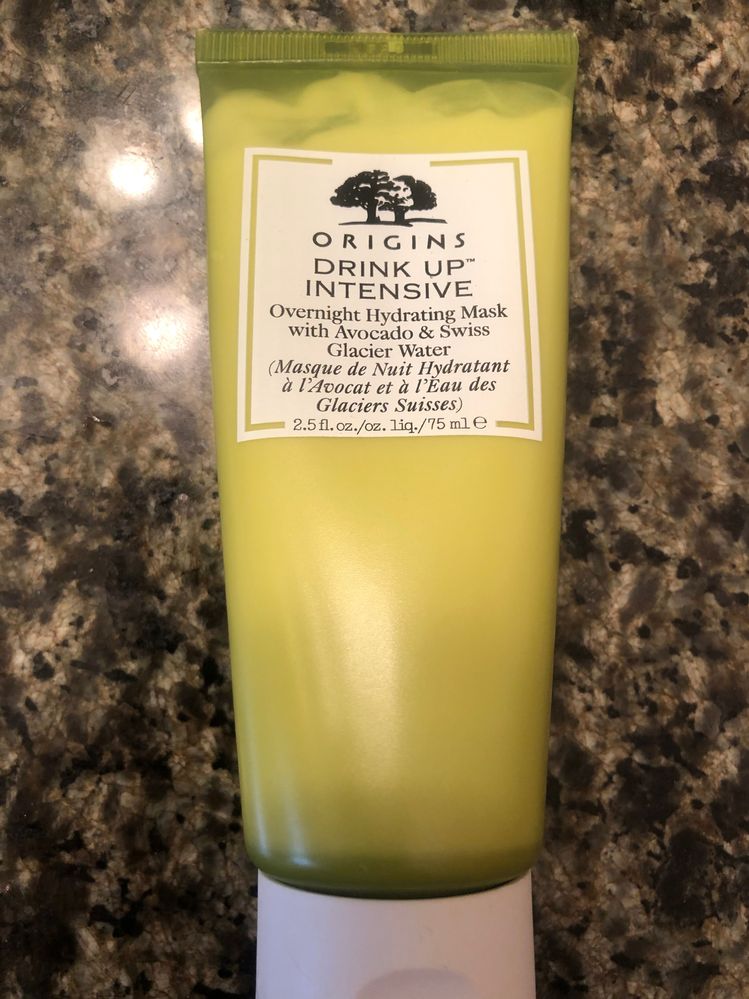 ORIGINS
DRINK UP™
INTENSIVE
Overnight Hydrating Mask
with Avocado & Swiss
Glacier Water
(Masque de Nuit Hydratant
à l'Avocat et à l'Eau des
Glaciers Suisses)
2.5 fl. oz./oz. liq./75 ml ℮